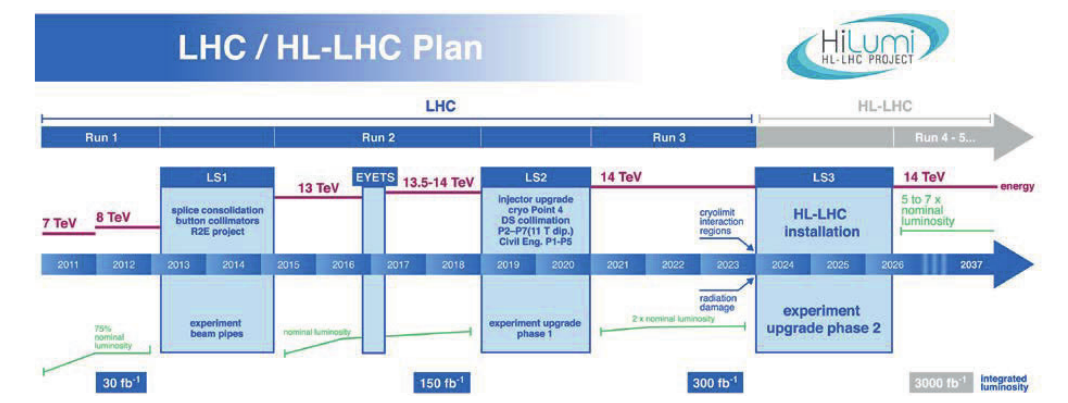 LHC / HL-LHC Plan
HiLumi
HL-LHC PROJECT
LHC
HL-LHC
Run 1
Run 2
Run 3
Run 4 - 5...
7 TeV
8 TeV
LS1
splice consolidation
button collimators
R2E project
13 TeV
EYETS
13.5-14 TeV
LS2
injector upgrade
cryo Point 4
DS collimation
P2–P7(11 T dip.)
Civil Eng. P1-P5
14 TeV
cryolimit
interaction
regions
LS3
HL-LHC
installation
14 TeV
energy
5 to 7 x
nominal
luminosity
2011
2012
2013
2014
2015
2016
2017
2018
2019
2020
2021
2022
2023
2024
2025
2026
2037
75%
nominal
luminosity
experiment
beam pipes
nominal luminosity
experiment upgrade
phase 1
2 x nominal luminosity
radiation
damage
experiment
upgrade phase 2
30 fb⁻¹
150 fb⁻¹
300 fb⁻¹
3000 fb⁻¹
integrated
luminosity